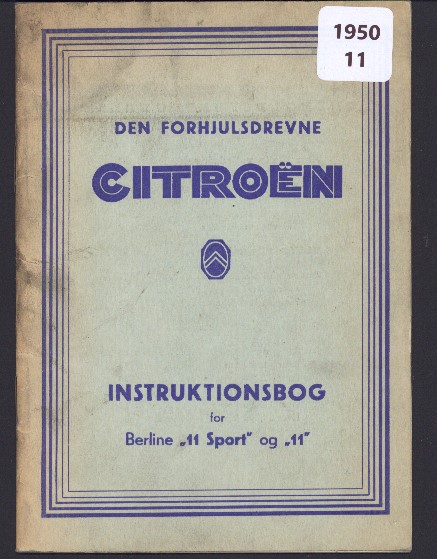 1950
11
DEN FORHJULSDREVNE
CITROËN
INSTRUKTIONSBOG
for
Berline „11 Sport" og „11"